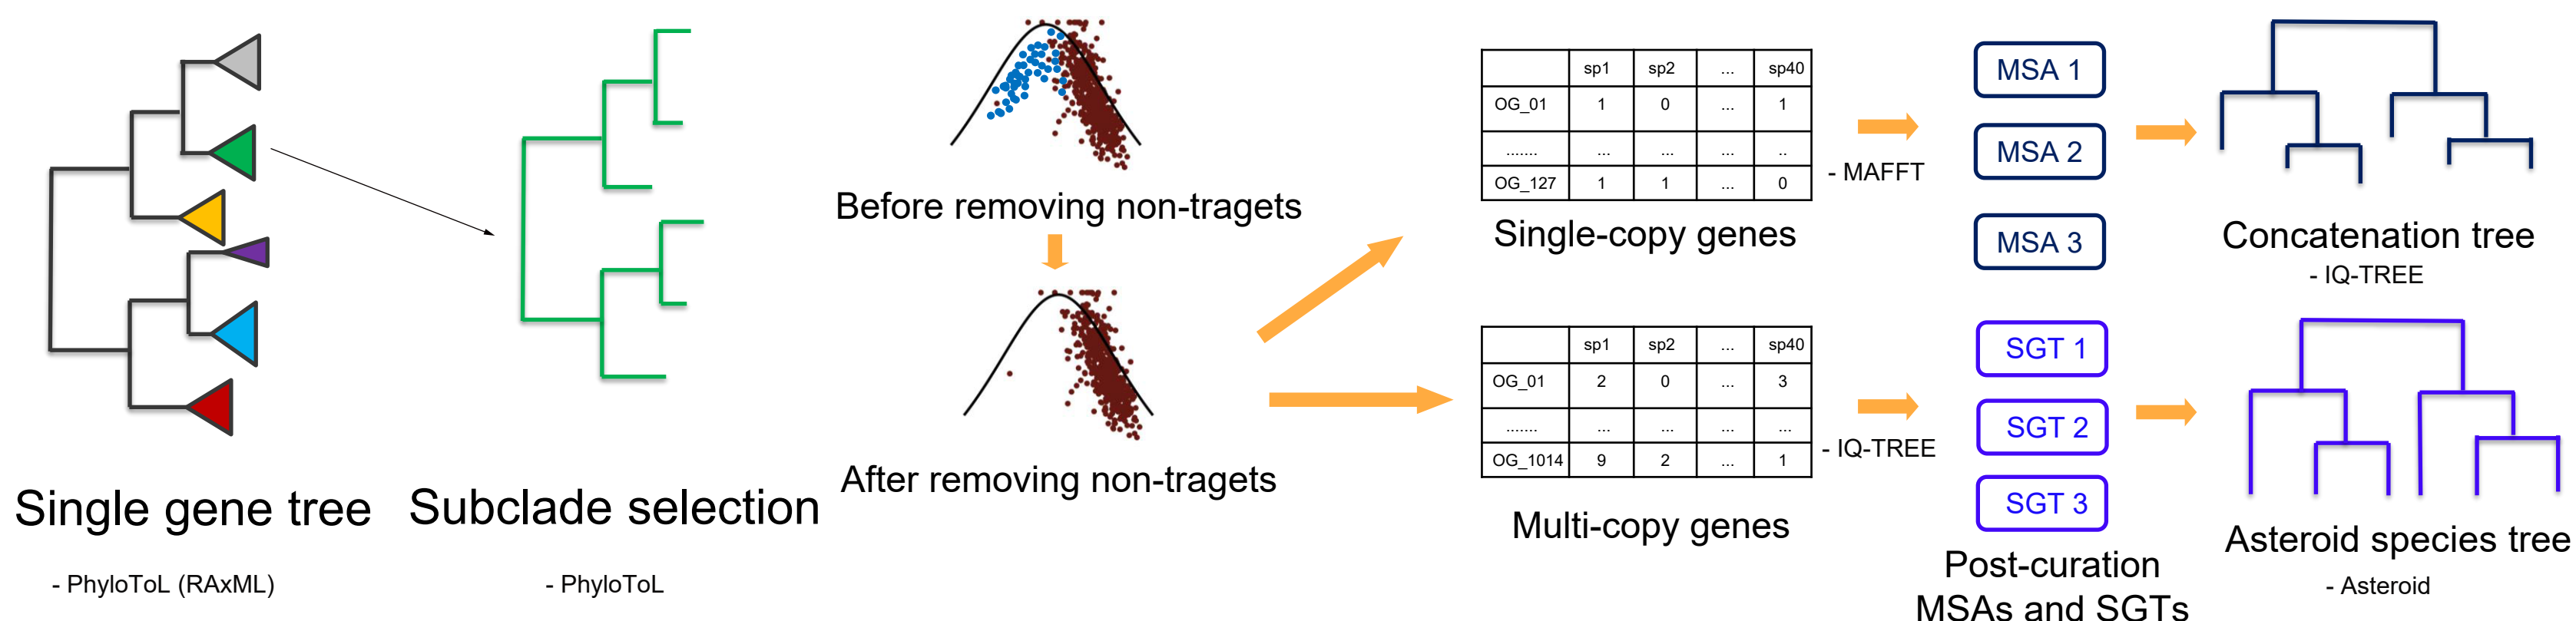 Single gene tree
- PhyloToL (RAxML)
Subclade selection
- PhyloToL
Before removing non-tragets
After removing non-tragets
sp1 sp2 ... sp40
OG_01 1 0 ... 1
....... ... ... ..
OG_127 1 1 ... 0
Single-copy genes
- MAFFT
sp1 sp2 ... sp40
OG_01 2 0 ... 3
....... ... ... ...
OG_1014 9 2 ... 1
Multi-copy genes
- IQ-TREE
MSA 1
MSA 2
MSA 3
SGT 1
SGT 2
SGT 3
Post-curation
MSAs and SGTs
Concatenation tree
- IQ-TREE
Asteroid species tree
- Asteroid